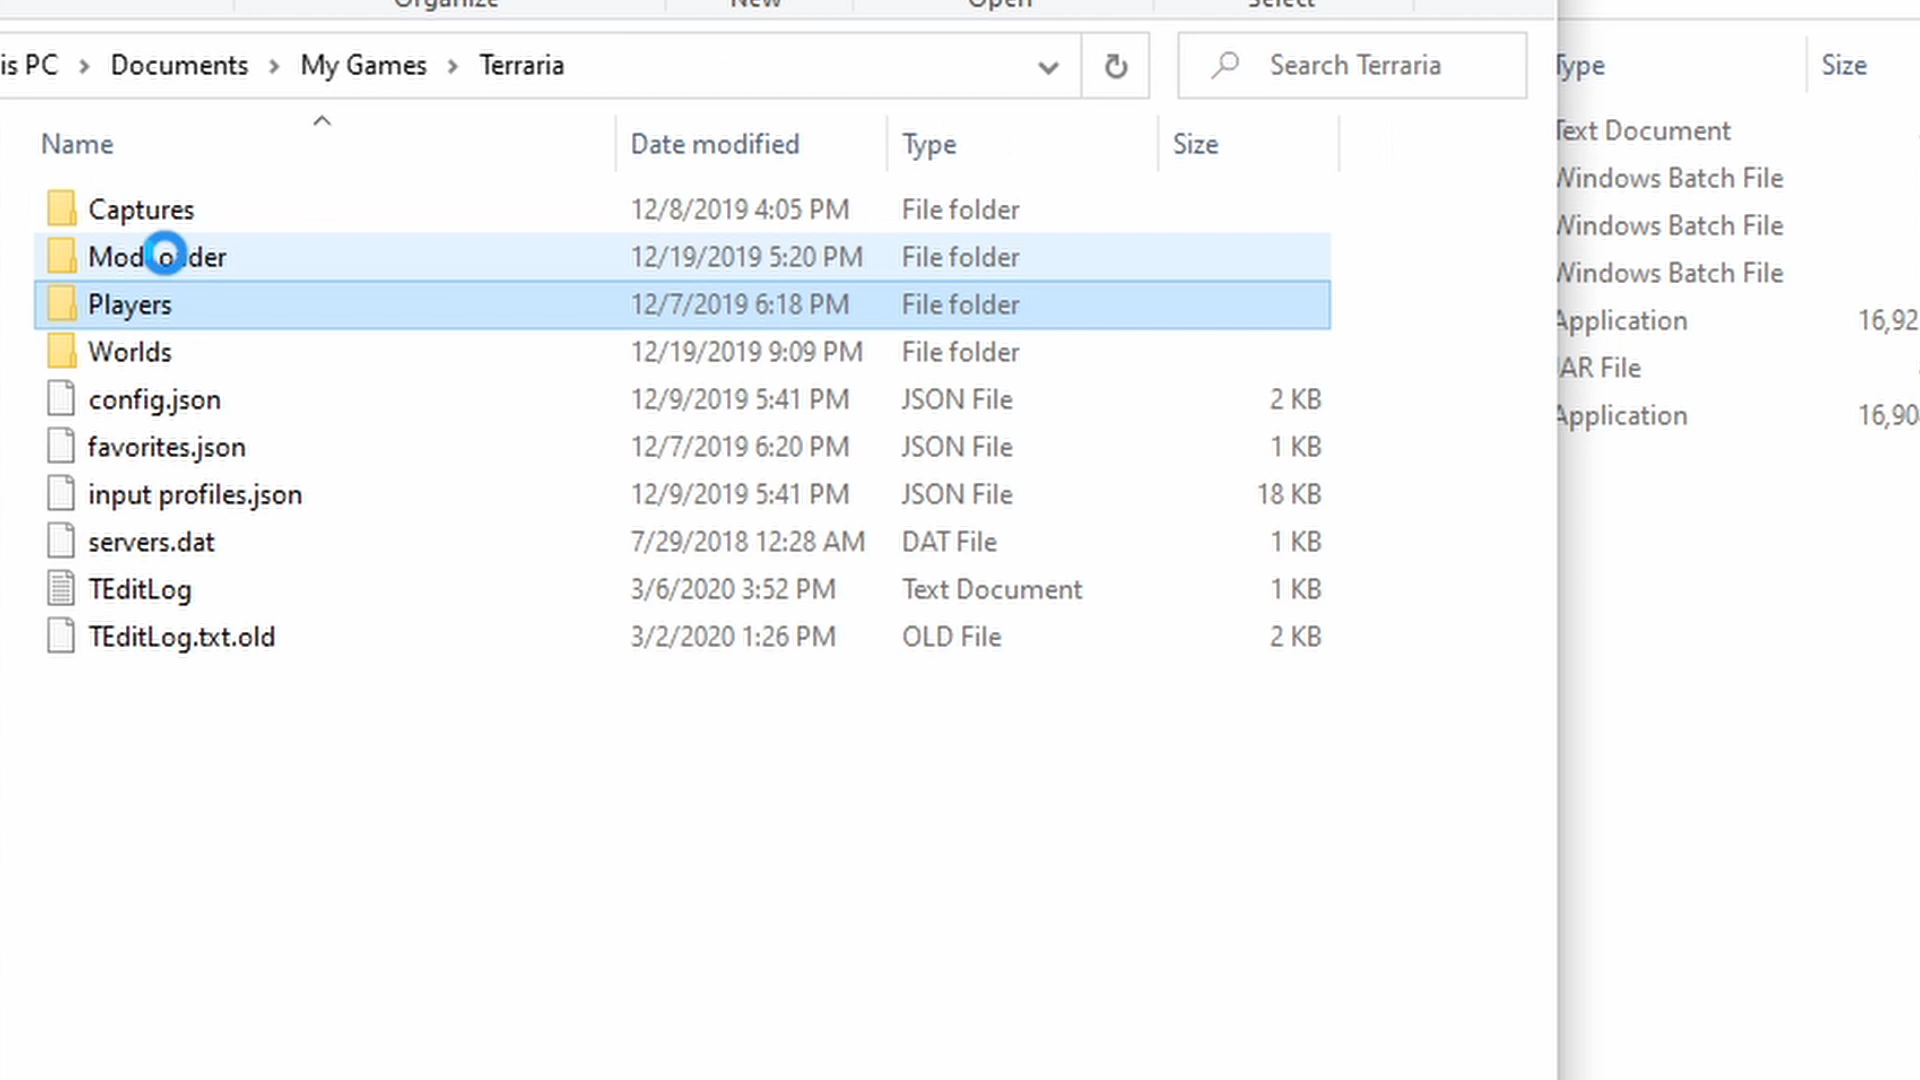 Organize New Open Select
is PC > Documents > My Games > Terraria Search Terraria
Name Date modified Type Size
Captures 12/8/2019 4:05 PM File folder
12/19/2019 5:20 PM File folder
Players 12/7/2019 6:18 PM File folder
Worlds 12/19/2019 9:09 PM File folder
config.json 12/9/2019 5:41 PM JSON File 2 KB
favorites.json 12/7/2019 6:20 PM JSON File 1 KB
input profiles.json 12/9/2019 5:41 PM JSON File 18 KB
servers.dat 7/29/2018 12:28 AM DAT File 1 KB
TEditLog 3/6/2020 3:52 PM Text Document 1 KB
TEditLog.txt.old 3/2/2020 1:26 PM OLD File 2 KB
Type Size
Text Document
Windows Batch File
Windows Batch File
Windows Batch File
Application 16,92
JAR File
Application 16,90